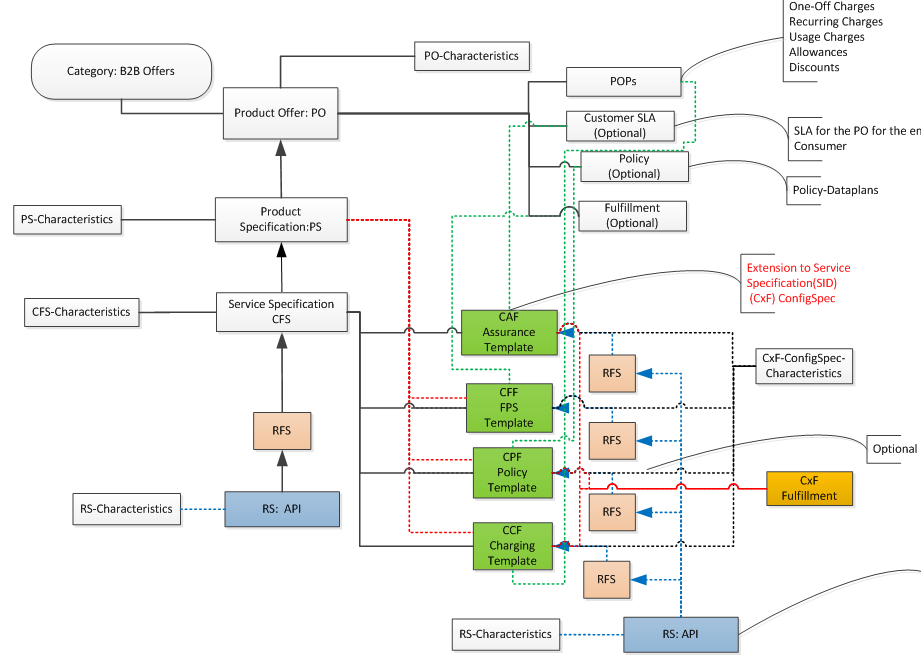 One-Off Charges
Recurring Charges
Usage Charges
Allowances
Discounts
PO-Characteristics
Category: B2B Offers
POPs
Product Offer: PO
Customer SLA
(Optional)
SLA for the PO for the en
Consumer
Policy
(Optional)
Policy-Dataplans
PS-Characteristics
Product
Specification:PS
Fulfillment
(Optional)
Extension to Service
Specification(SID)
(CxF) ConfigSpec
CFS-Characteristics
Service Specification
CFS
CAF
Assurance
Template
CxF-ConfigSpec-
Characteristics
RFS
CFF
FPS
Template
RFS
RFS
Optional
CPF
Policy
Template
CxF
Fulfillment
RS-Characteristics
RS: API
RFS
CCF
Charging
Template
RFS
RS-Characteristics
RS: API